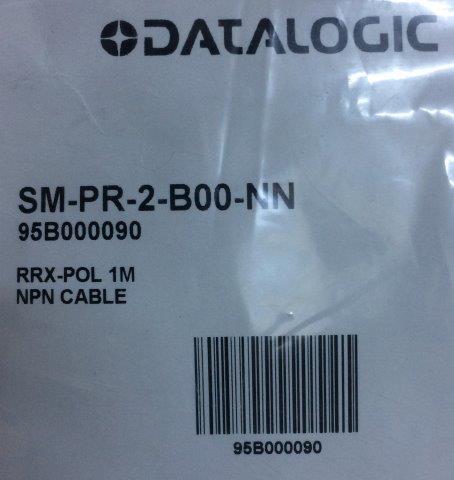 DATALOGIC
SM-PR-2-B00-NN
95B000090
RRX-POL 1M
NPN CABLE
95B000090